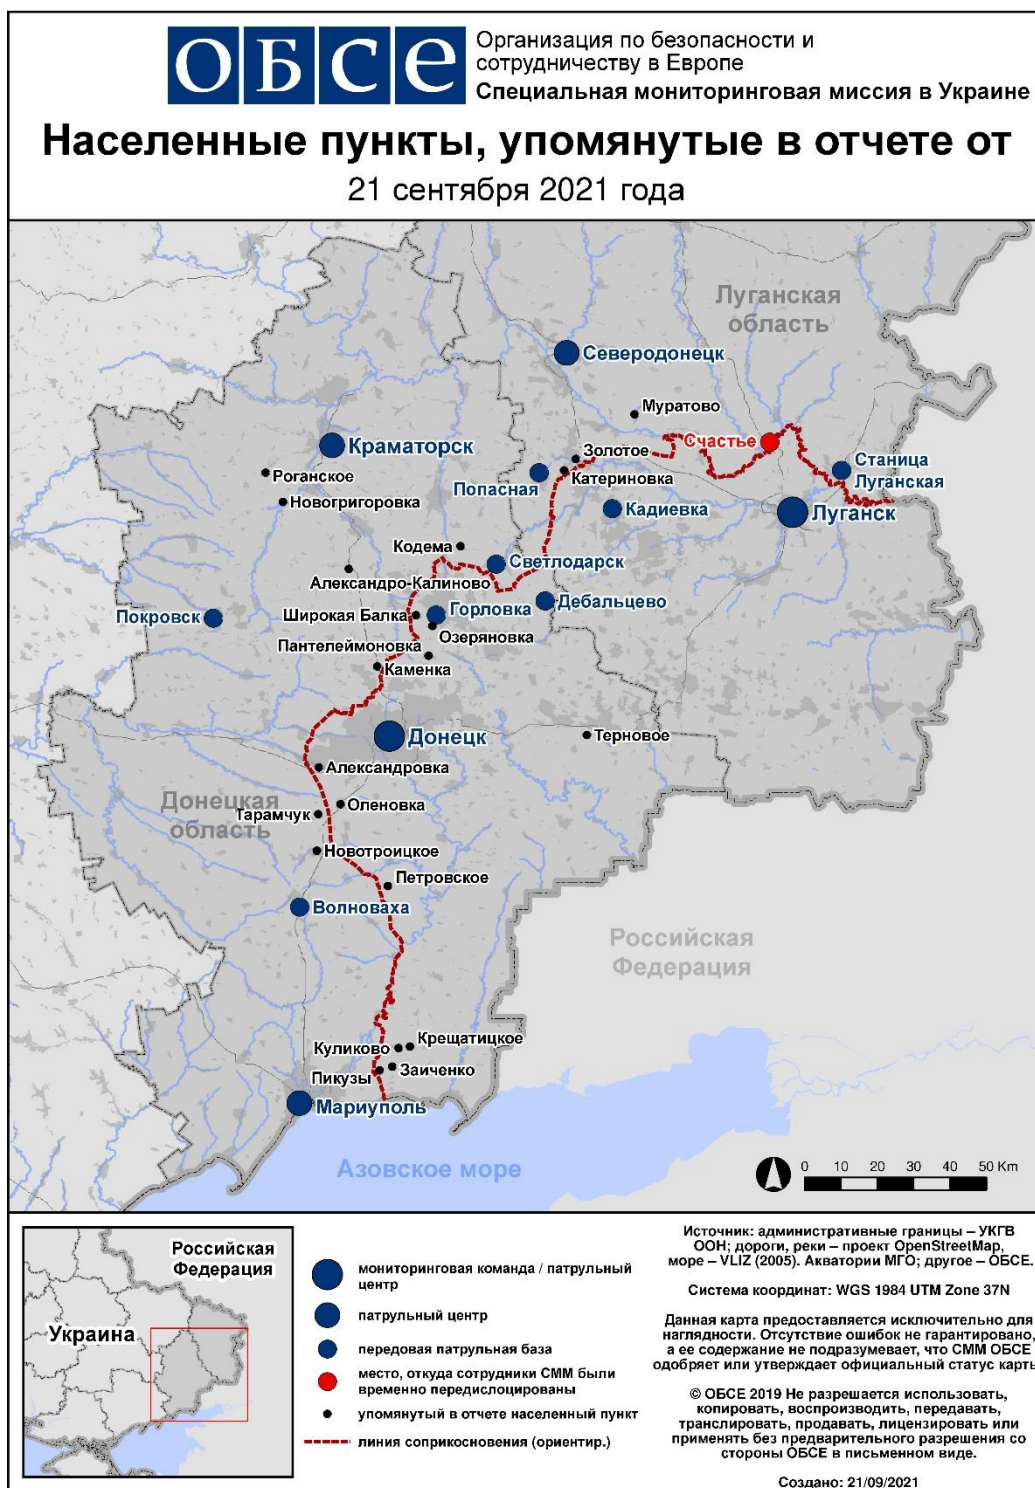 ОБСЕ
Организация по безопасности и
сотрудничеству в Европе
Специальная мониторинговая миссия в Украине
Населенные пункты, упомянутые в отчете от
21 сентября 2021 года
Луганская
область
Северодонецк
Муратово
Счастье
Краматорск
Золотое
Станица
Луганская
Роганское
Катериновка
Попасная
Новогригоровка
Кадиевка
Луганск
Кодема
Светлодарск
Александро-Калиново
Дебальцево
Покровск
Широкая Балка
Горловка
Озеряновка
Пантелеймоновка
Каменка
Донецк
Терновое
Александровка
Донецкая
область
Оленовка
Тарамчук
Новотроицкое
Петровское
Волноваха
Российская
Федерация
Крещатицкое
Куликово
Заиченко
Пикузы
Мариуполь
Азовское море
0 10 20 30 40 50 Km
Российская
Федерация
Украина
мониторинговая команда / патрульный
центр
патрульный центр
передовая патрульная база
место, откуда сотрудники СММ были
временно передислоцированы
упомянутый в отчете населенный пункт
линия соприкосновения (ориентир.)
Источник: административные границы – УКГВ
ООН; дороги, реки – проект OpenStreetMap,
море – VLIZ (2005). Акватории МГО; другое – ОБСЕ.
Система координат: WGS 1984 UTM Zone 37N
Данная карта предоставляется исключительно для
наглядности. Отсутствие ошибок не гарантировано,
а ее содержание не подразумевает, что СММ ОБСЕ
одобряет или утверждает официальный статус карты
© ОБСЕ 2019 Не разрешается использовать,
копировать, воспроизводить, передавать,
транслировать, продавать, лицензировать или
применять без предварительного разрешения со
стороны ОБСЕ в письменном виде.
Создано: 21/09/2021